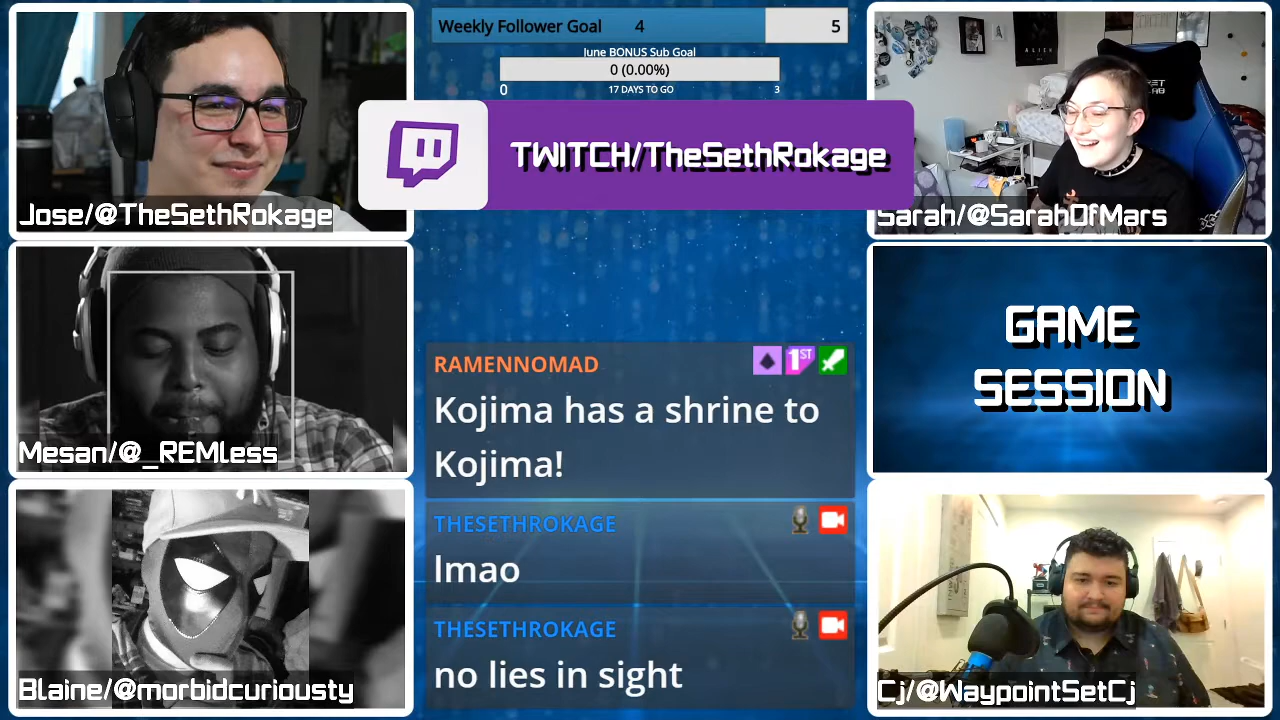 Weekly Follower Goal 4 5
June BONUS Sub Goal
0 (0.00%)
0 17 DAYS TO GO 3
TWITCH/TheSethRokage
Jose/@TheSethRokage
Sarah/@SarahOfMars
ALIEN
Mesan/@_REMless
GAME
SESSION
RAMENNOMAD
1ST
Kojima has a shrine to
Kojima!
THESETHROKAGE
lmao
THESETHROKAGE
no lies in sight
Blaine/@morbidcuriousty
Cj/@WaypointSetCj